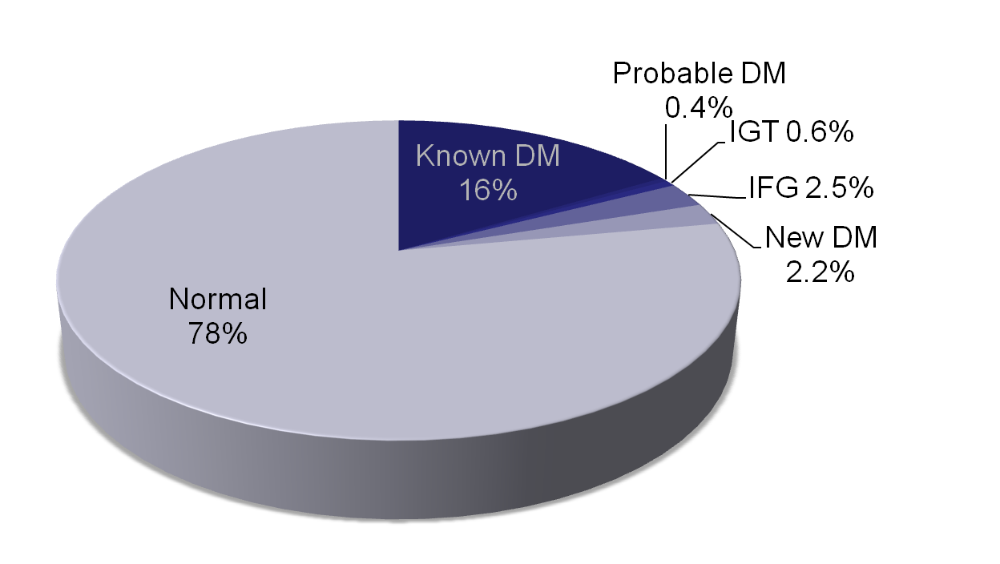 Probable DM
0.4%
IGT 0.6%
Known DM
16%
IFG 2.5%
New DM
2.2%
Normal
78%